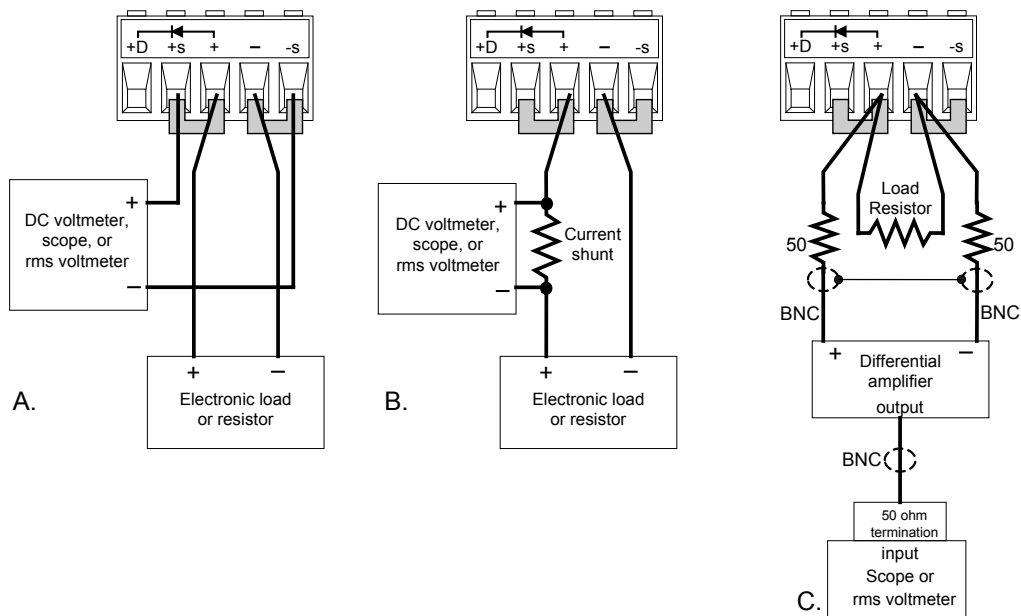 +D +s + − -s
+
DC voltmeter,
scope, or
rms voltmeter
−
+ −
Electronic load
or resistor
A.
+D +s + − -s
+
DC voltmeter,
scope, or
rms voltmeter
−
Current
shunt
+ −
Electronic load
or resistor
B.
+D +s + − -s
Load
Resistor
50 50
BNC BNC
+ −
Differential
amplifier
output
BNC
50 ohm
termination
input
Scope or
rms voltmeter
C.